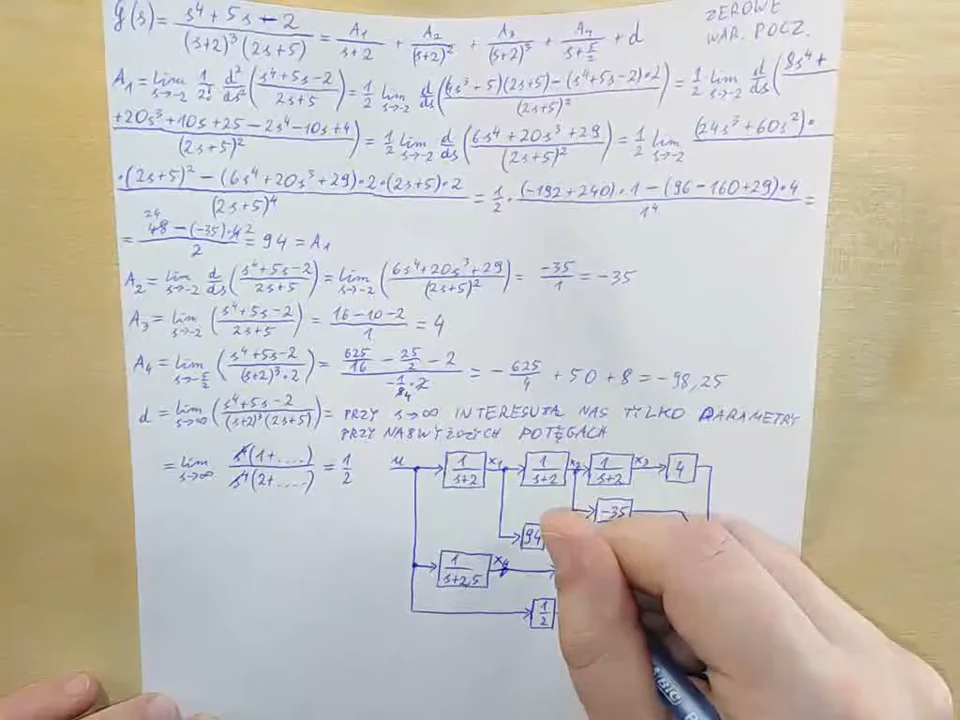 G(s) = (s⁴+5s-2)/((s+2)³(2s+5)) = A₁/(s+2) + A₂/(s+2)² + A₃/(s+2)³ + A₄/(s+5/2) + d
ZEROWE
WAR. POCZ.
A₁ = lim s→-2 1/2! d²/ds² ((s⁴+5s-2)/(2s+5)) = 1/2 lim s→-2 d/ds (((4s³+5)(2s+5)-(s⁴+5s-2)·2)/(2s+5)²) = 1/2 lim s→-2 d/ds (8s⁴+
+20s³+10s+25-2s⁴-10s+4)/(2s+5)²) = 1/2 lim s→-2 d/ds ((6s⁴+20s³+29)/(2s+5)²) = 1/2 lim s→-2 (24s³+60s²)·
·(2s+5)² - (6s⁴+20s³+29)·2·(2s+5)·2/(2s+5)⁴ = 1/2 · ((-192+240)·1-(96-160+29)·4)/1⁴ =
= (48 24 -(-35)·4 2)/2 = 94 = A₁
A₂ = lim s→-2 d/ds ((s⁴+5s-2)/(2s+5)) = lim s→-2 ((6s⁴+20s³+29)/(2s+5)²) = -35/1 = -35
A₃ = lim s→-2 ((s⁴+5s-2)/(2s+5)) = (16-10-2)/1 = 4
A₄ = lim s→-5/2 ((s⁴+5s-2)/((s+2)³·2)) = (625/16 - 25/2 - 2)/(-1/8 4 ·2) = -625/4 + 50 + 8 = -98,25
d = lim s→∞ ((s⁴+5s-2)/((s+2)³(2s+5))) = PRZY s→∞ INTERESUJĄ NAS TYLKO PARAMETRY
PRZY NAJWYŻSZYCH POTĘGACH
= lim s→∞ s⁴(1+....)/s⁴(2+....) = 1/2
u 1/(s+2) x₁ 1/(s+2) x₂ 1/(s+2) x₃ 4
-35
94
1/(s+2,5) x₄
1/2
BIC